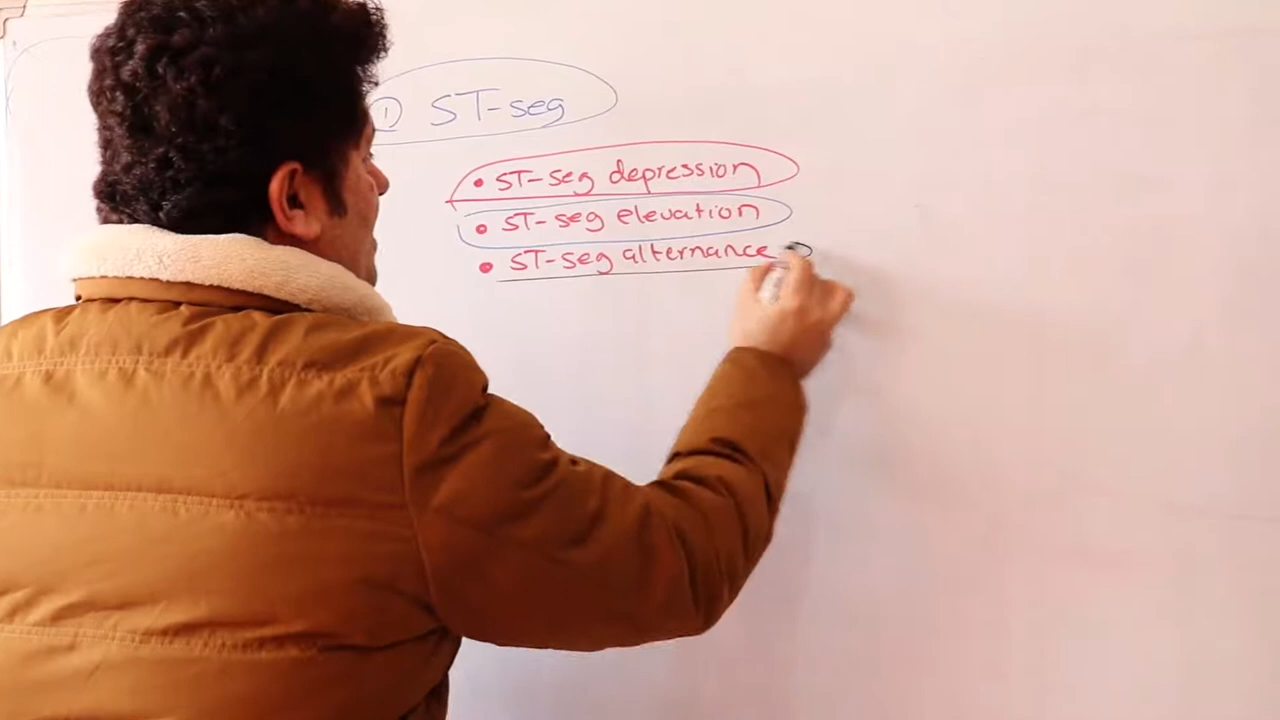 ① ST-seg
• ST-seg depression
• ST-seg elevation
• ST-seg alternance